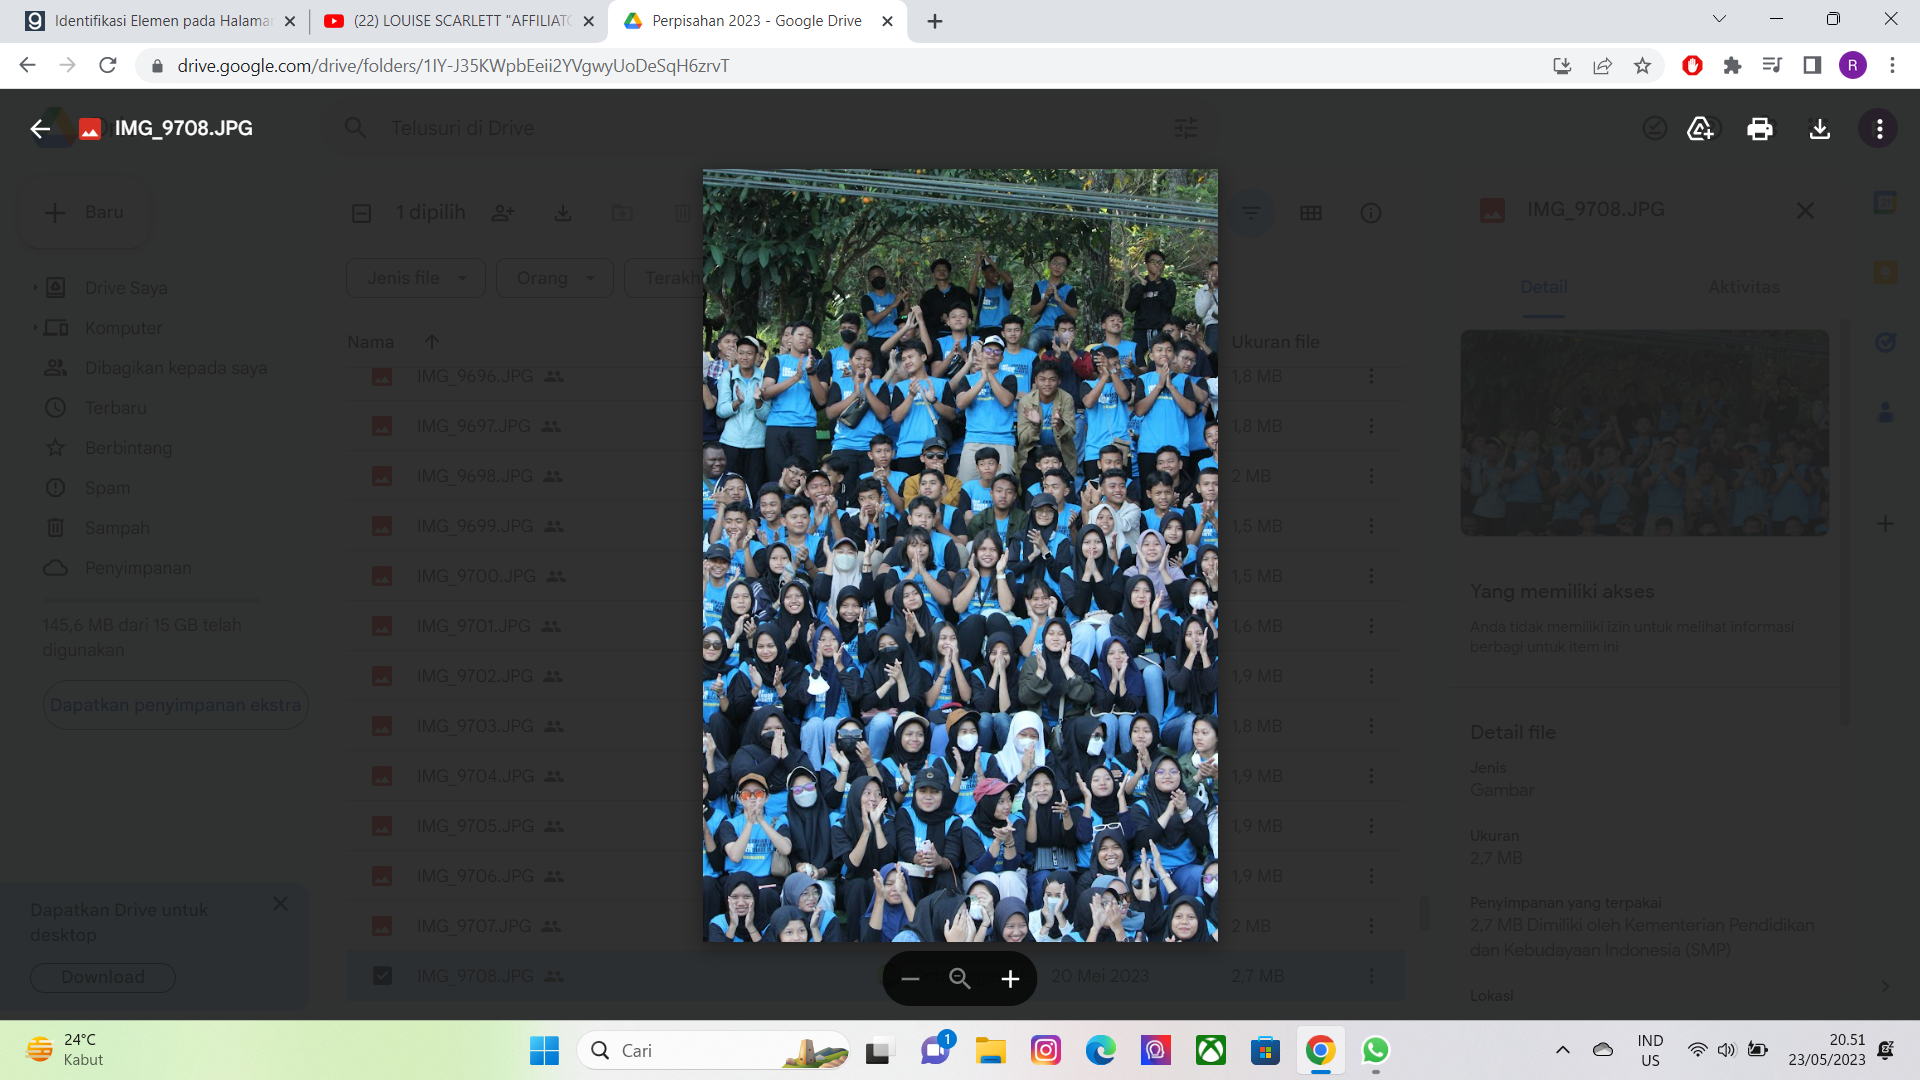 Identifikasi Elemen pada Halama
(22) LOUISE SCARLETT "AFFILIATO
Perpisahan 2023 - Google Drive
drive.google.com/drive/folders/1IY-J35KWpbEeii2YVgwyUoDeSqH6zrvT
R
IMG_9708.JPG
Telusuri di Drive
Baru
1 dipilih
IMG_9708.JPG
Jenis file
Orang
Terakh
Detail
Aktivitas
Drive Saya
Komputer
Dibagikan kepada saya
Terbaru
Berbintang
Spam
Sampah
Penyimpanan
145,6 MB dari 15 GB telah
digunakan
Dapatkan penyimpanan ekstra
Dapatkan Drive untuk
desktop
Download
Nama
Ukuran file
IMG_9696.JPG 1,8 MB
IMG_9697.JPG 1,8 MB
IMG_9698.JPG 2 MB
IMG_9699.JPG 1,5 MB
IMG_9700.JPG 1,5 MB
IMG_9701.JPG 1,6 MB
IMG_9702.JPG 1,9 MB
IMG_9703.JPG 1,8 MB
IMG_9704.JPG 1,9 MB
IMG_9705.JPG 1,9 MB
IMG_9706.JPG 1,9 MB
IMG_9707.JPG 2 MB
IMG_9708.JPG 20 Mei 2023 2,7 MB
Yang memiliki akses
Anda tidak memiliki izin untuk melihat informasi
berbagi untuk item ini
Detail file
Jenis
Gambar
Ukuran
2,7 MB
Penyimpanan yang terpakai
2,7 MB Dimiliki oleh Kementerian Pendidikan
dan Kebudayaan Indonesia (SMP)
Lokasi
24°C
Kabut
Cari
1
IND
US
20.51
23/05/2023